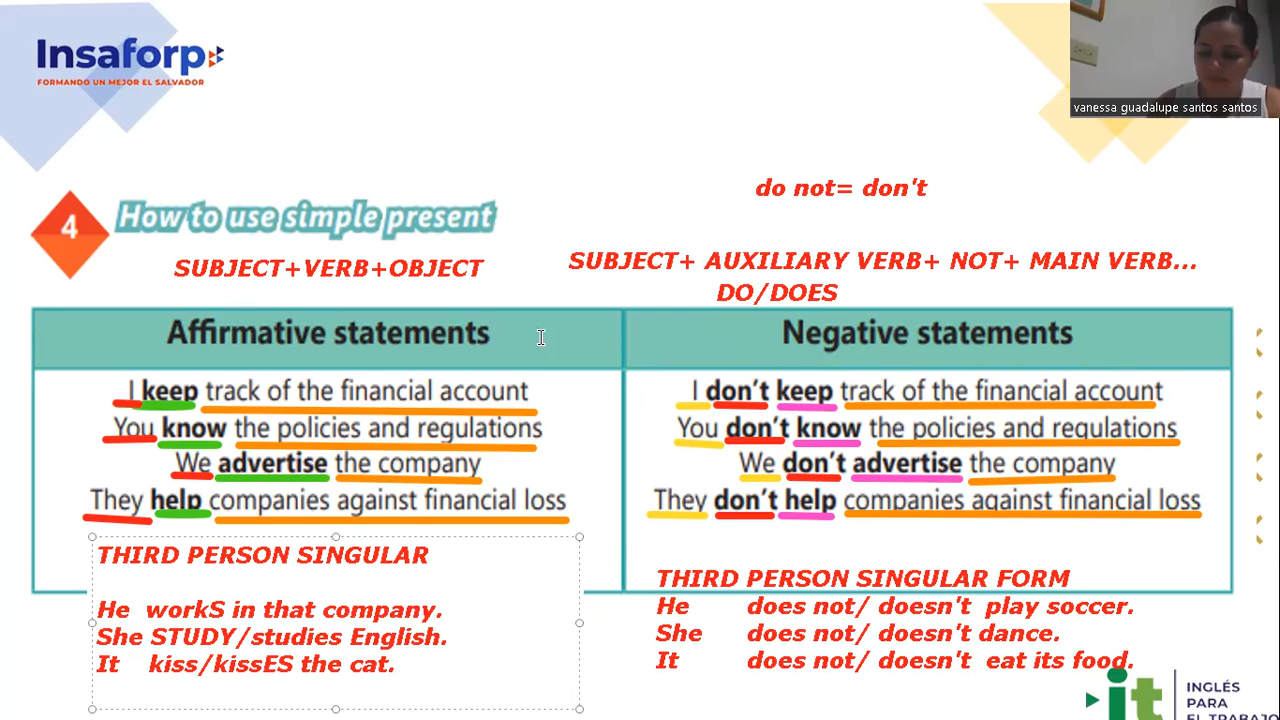 Insaforp
FORMANDO UN MEJOR EL SALVADOR
vanessa guadalupe santos santos
do not= don't
4 How to use simple present
SUBJECT+VERB+OBJECT
SUBJECT+ AUXILIARY VERB+ NOT+ MAIN VERB...
DO/DOES
Affirmative statements
I keep track of the financial account
You know the policies and regulations
We advertise the company
They help companies against financial loss
THIRD PERSON SINGULAR
He workS in that company.
She STUDY/studies English.
It kiss/kissES the cat.
Negative statements
I don't keep track of the financial account
You don't know the policies and regulations
We don't advertise the company
They don't help companies against financial loss
THIRD PERSON SINGULAR FORM
He does not/ doesn't play soccer.
She does not/ doesn't dance.
It does not/ doesn't eat its food.
it
INGLÉS
PARA
EL TRABAJO